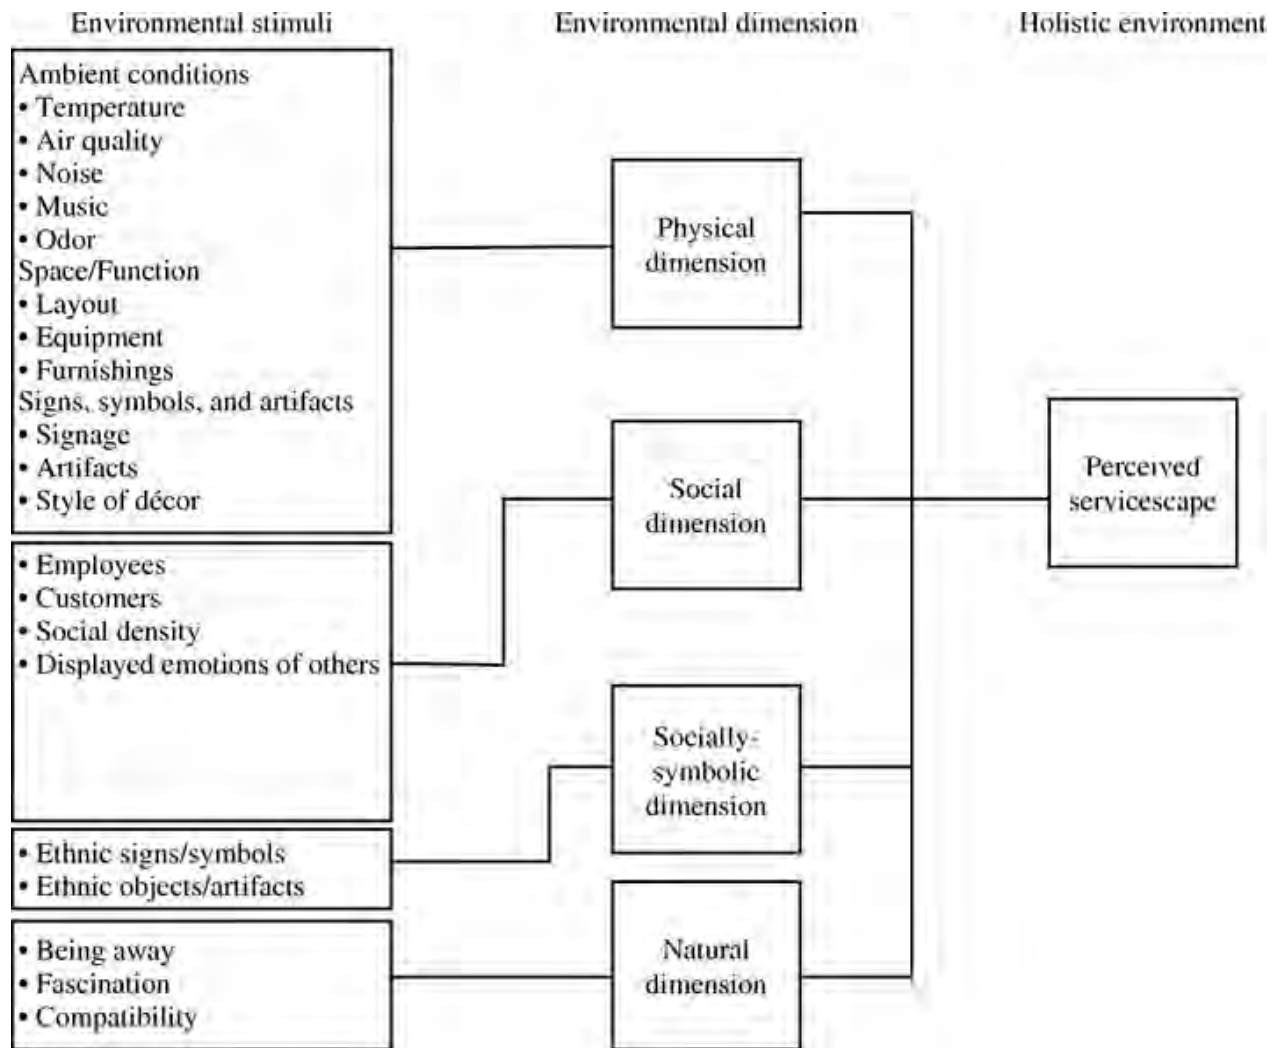 Environmental stimuli
Environmental dimension
Holistic environment
Ambient conditions
• Temperature
• Air quality
• Noise
• Music
• Odor
Space/Function
• Layout
• Equipment
• Furnishings
Signs, symbols, and artifacts
• Signage
• Artifacts
• Style of décor
• Employees
• Customers
• Social density
• Displayed emotions of others
• Ethnic signs/symbols
• Ethnic objects/artifacts
• Being away
• Fascination
• Compatibility
Physical
dimension
Social
dimension
Socially-
symbolic
dimension
Natural
dimension
Perceived
servicescape